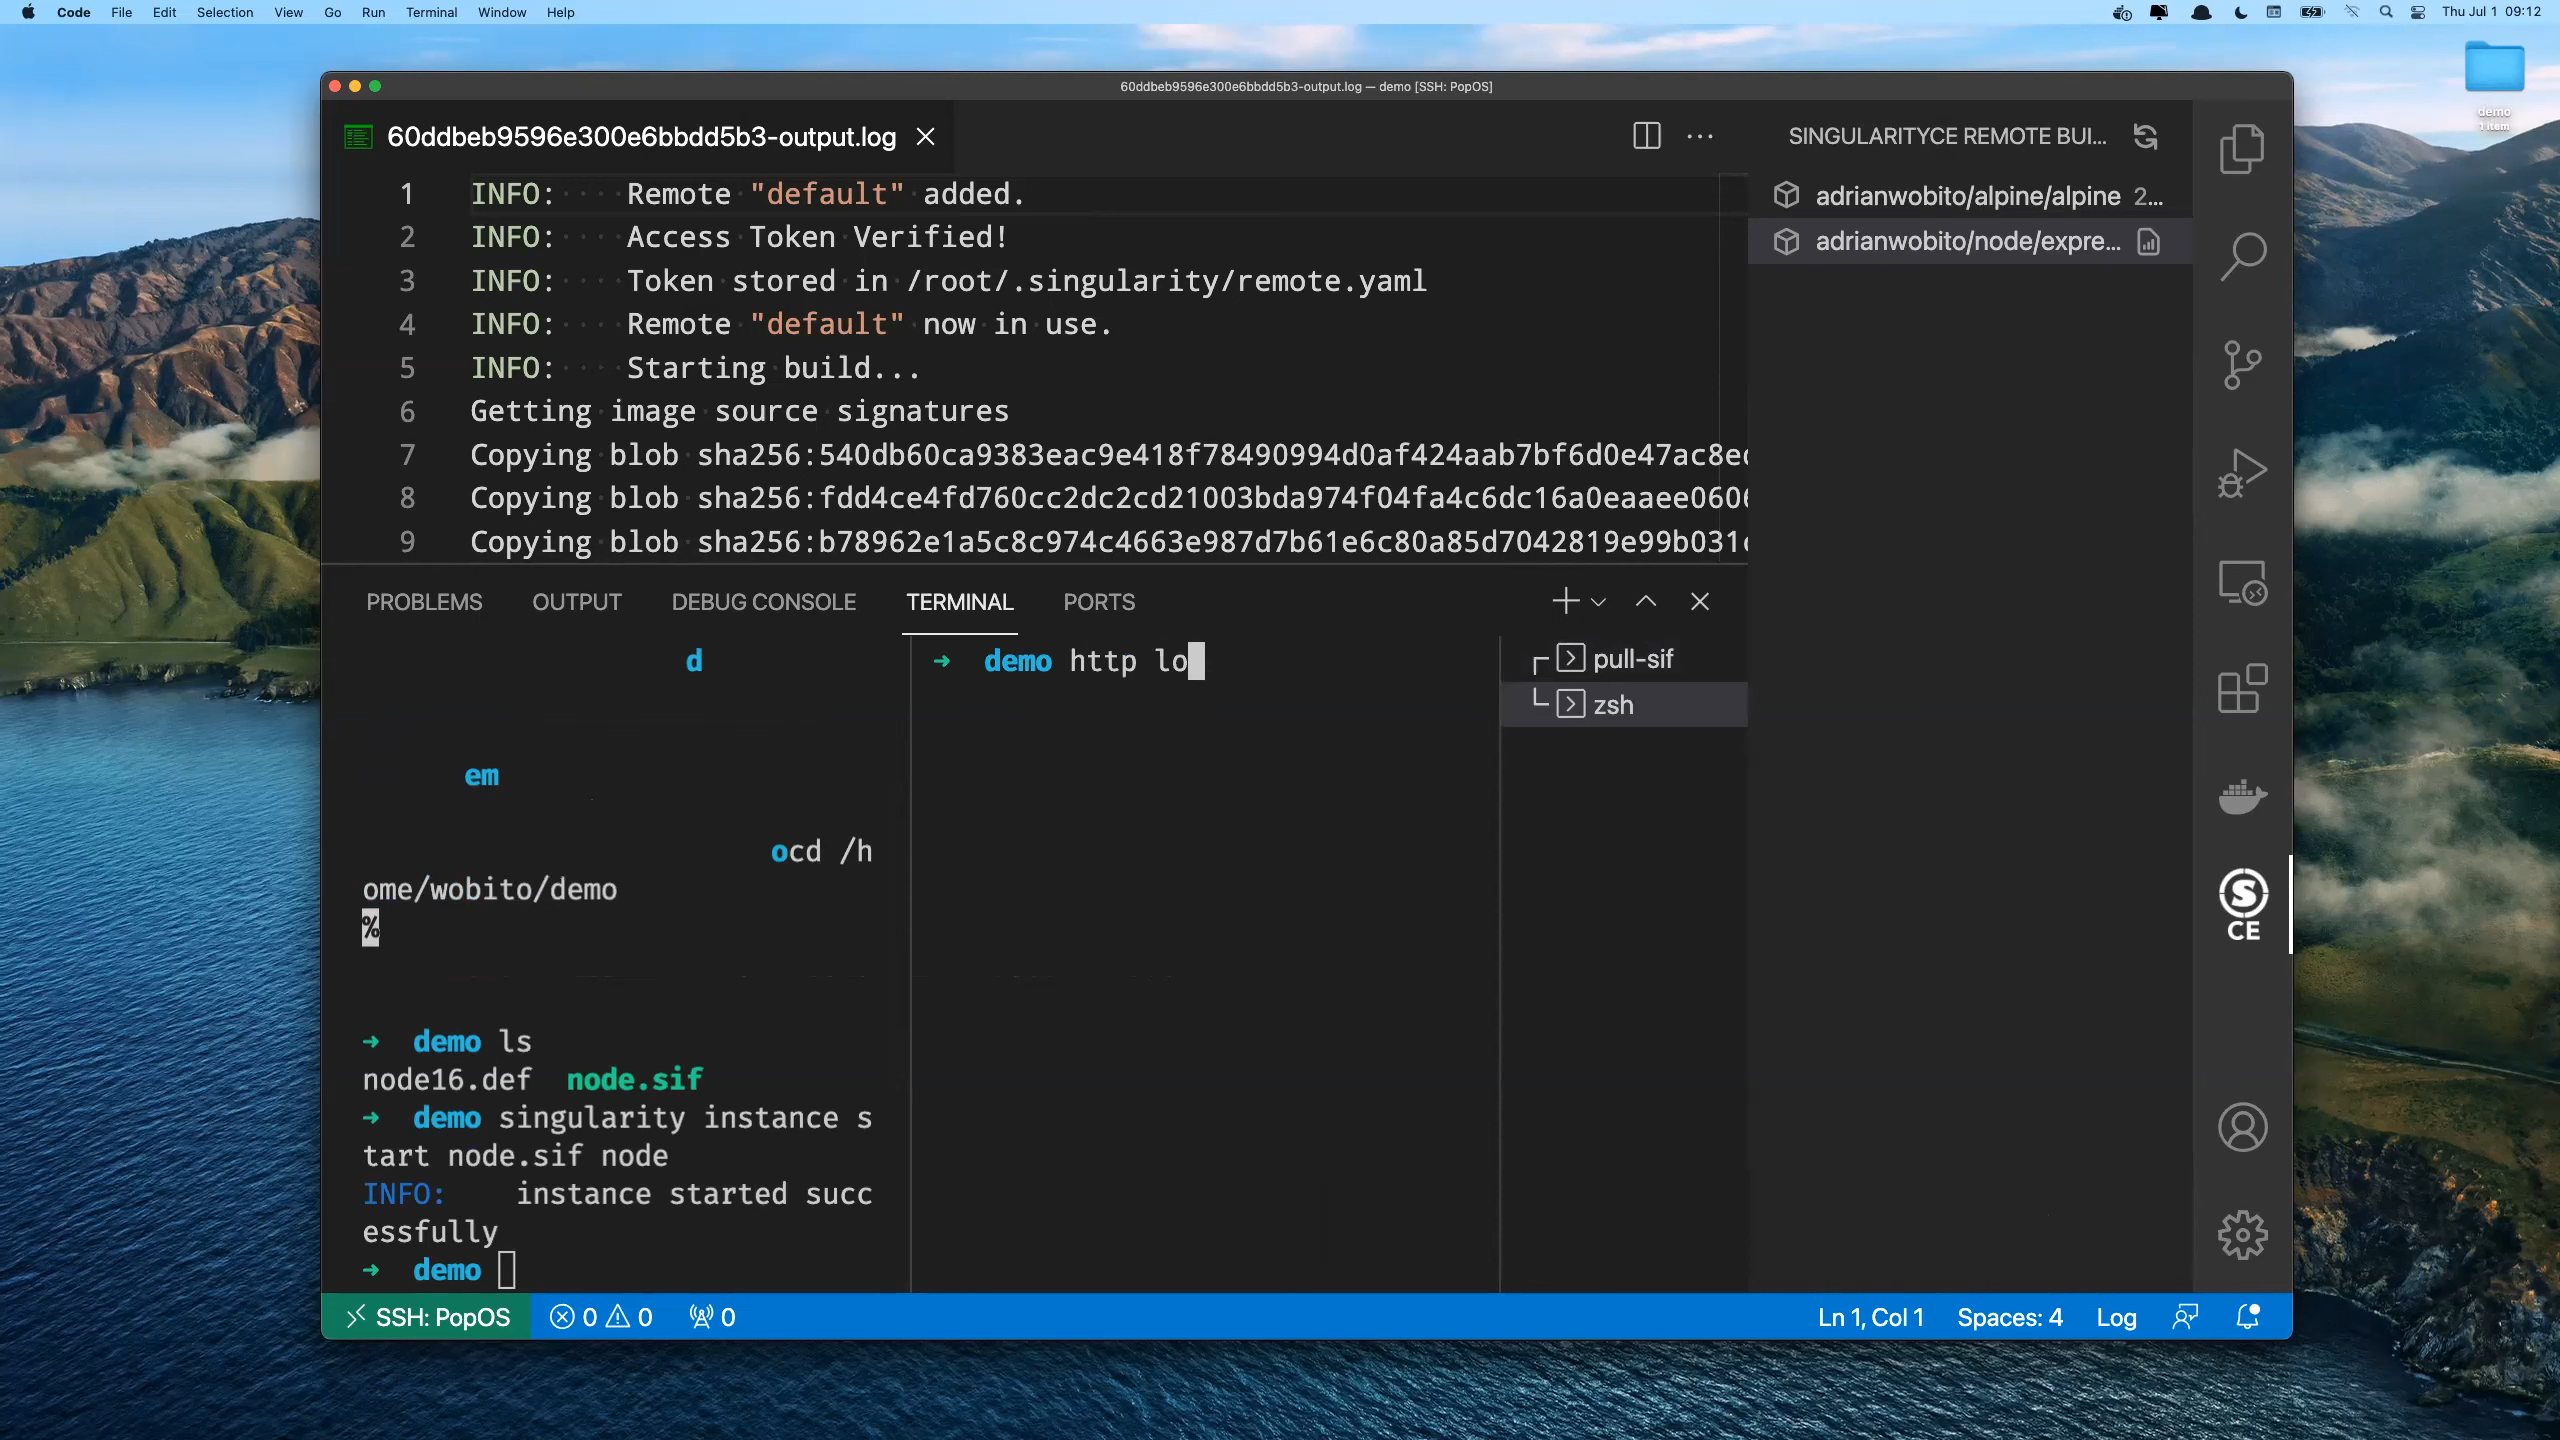 Code File Edit Selection View Go Run Terminal Window Help
Thu Jul 1 09:12
demo
1 item
60ddbeb9596e300e6bbdd5b3-output.log — demo [SSH: PopOS]
60ddbeb9596e300e6bbdd5b3-output.log
SINGULARITYCE REMOTE BUI...
adrianwobito/alpine/alpine 2...
adrianwobito/node/expre...
1 INFO: Remote "default" added.
2 INFO: Access Token Verified!
3 INFO: Token stored in /root/.singularity/remote.yaml
4 INFO: Remote "default" now in use.
5 INFO: Starting build...
6 Getting image source signatures
7 Copying blob sha256:540db60ca9383eac9e418f78490994d0af424aab7bf6d0e47ac8ed
8 Copying blob sha256:fdd4ce4fd760cc2dc2cd21003bda974f04fa4c6dc16a0eaaee0606
9 Copying blob sha256:b78962e1a5c8c974c4663e987d7b61e6c80a85d7042819e99b031c
PROBLEMS OUTPUT DEBUG CONSOLE TERMINAL PORTS
d
em
ocd /h
ome/wobito/demo
%
➜ demo ls
node16.def node.sif
➜ demo singularity instance s
tart node.sif node
INFO: instance started succ
essfully
➜ demo
➜ demo http lo
pull-sif
zsh
S
CE
SSH: PopOS 0 0 0
Ln 1, Col 1 Spaces: 4 Log